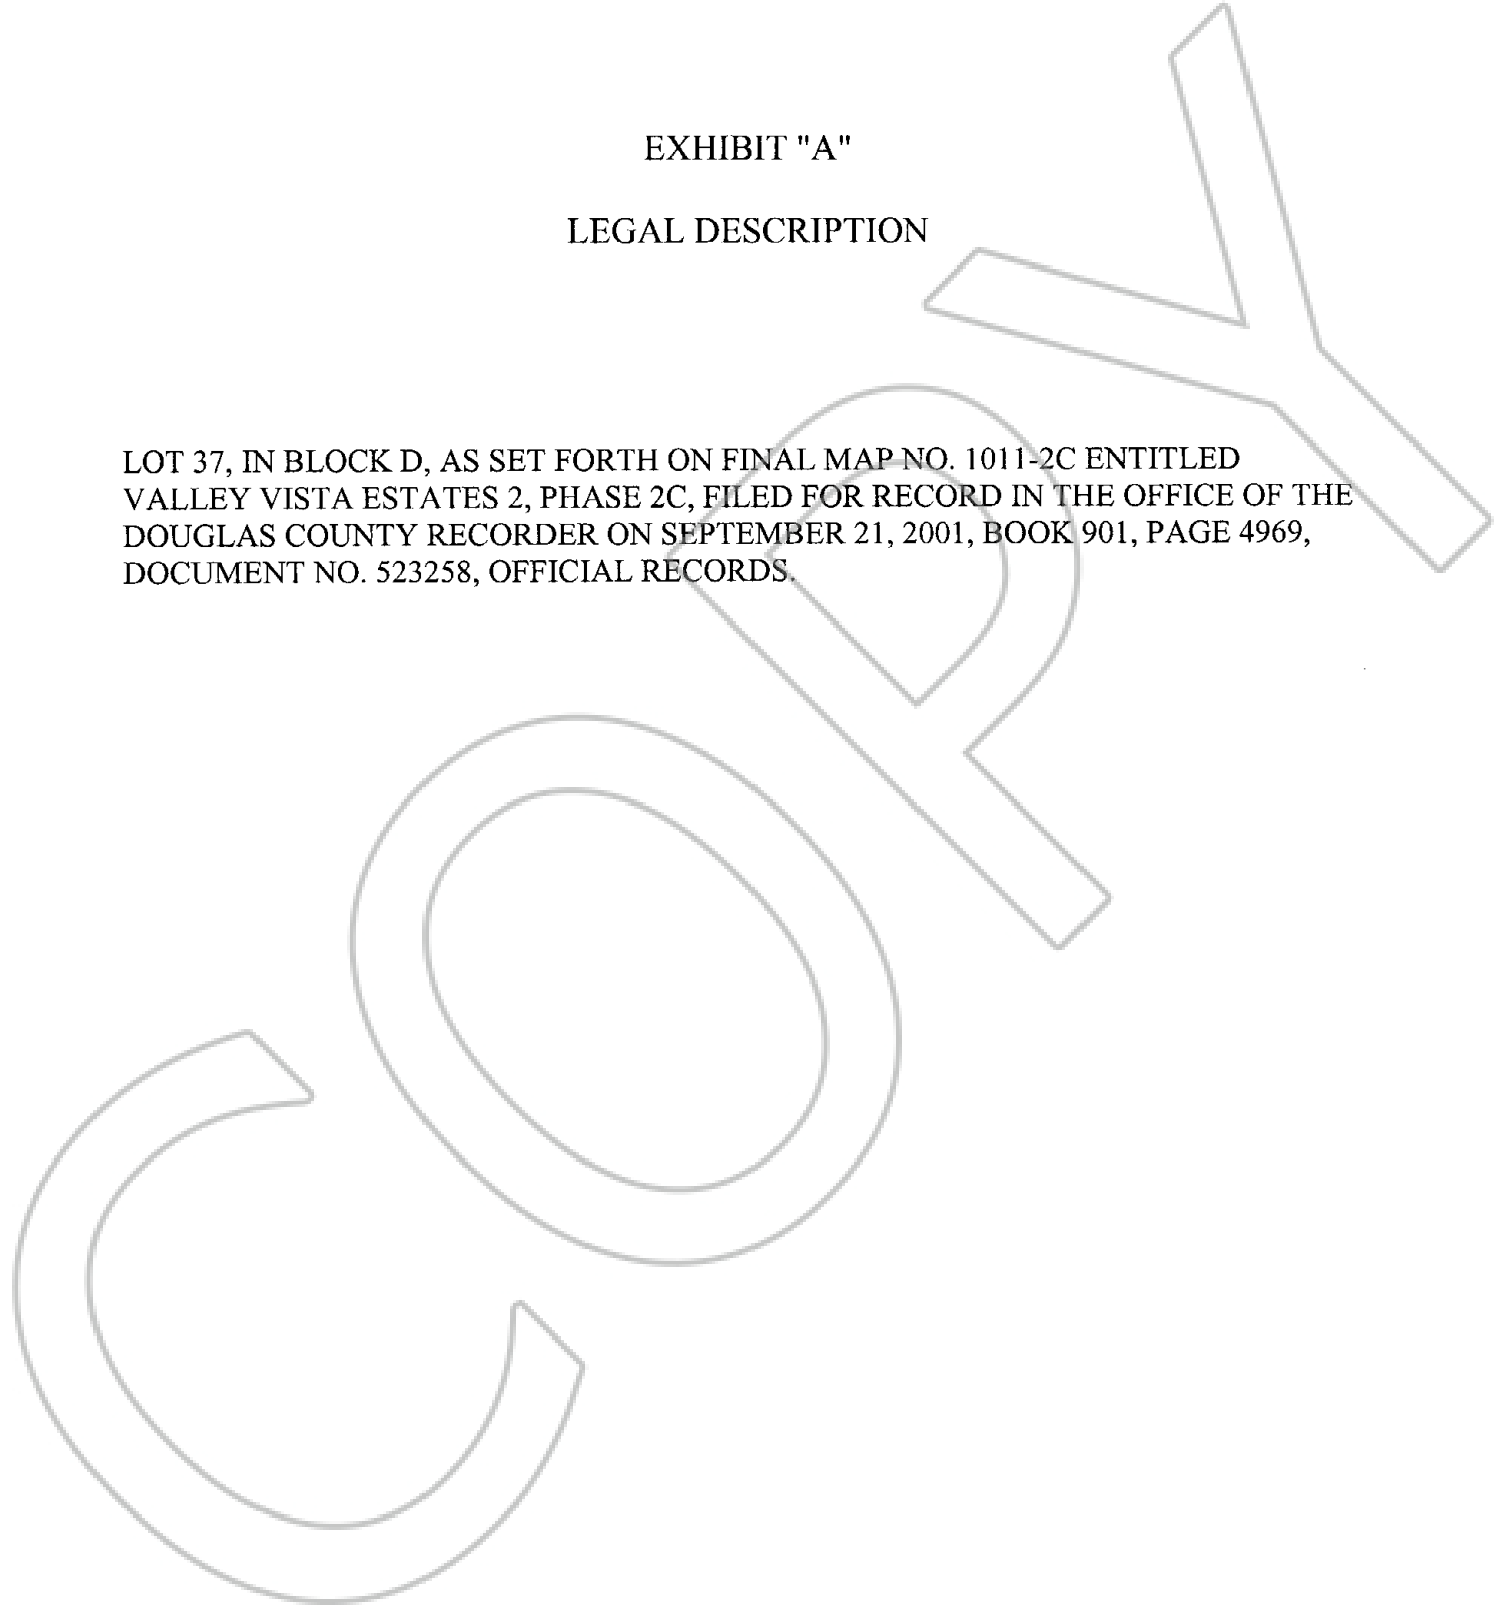 EXHIBIT "A"
LEGAL DESCRIPTION
LOT 37, IN BLOCK D, AS SET FORTH ON FINAL MAP NO. 1011-2C ENTITLED
VALLEY VISTA ESTATES 2, PHASE 2C, FILED FOR RECORD IN THE OFFICE OF THE
DOUGLAS COUNTY RECORDER ON SEPTEMBER 21, 2001, BOOK 901, PAGE 4969,
DOCUMENT NO. 523258, OFFICIAL RECORDS.
COPY